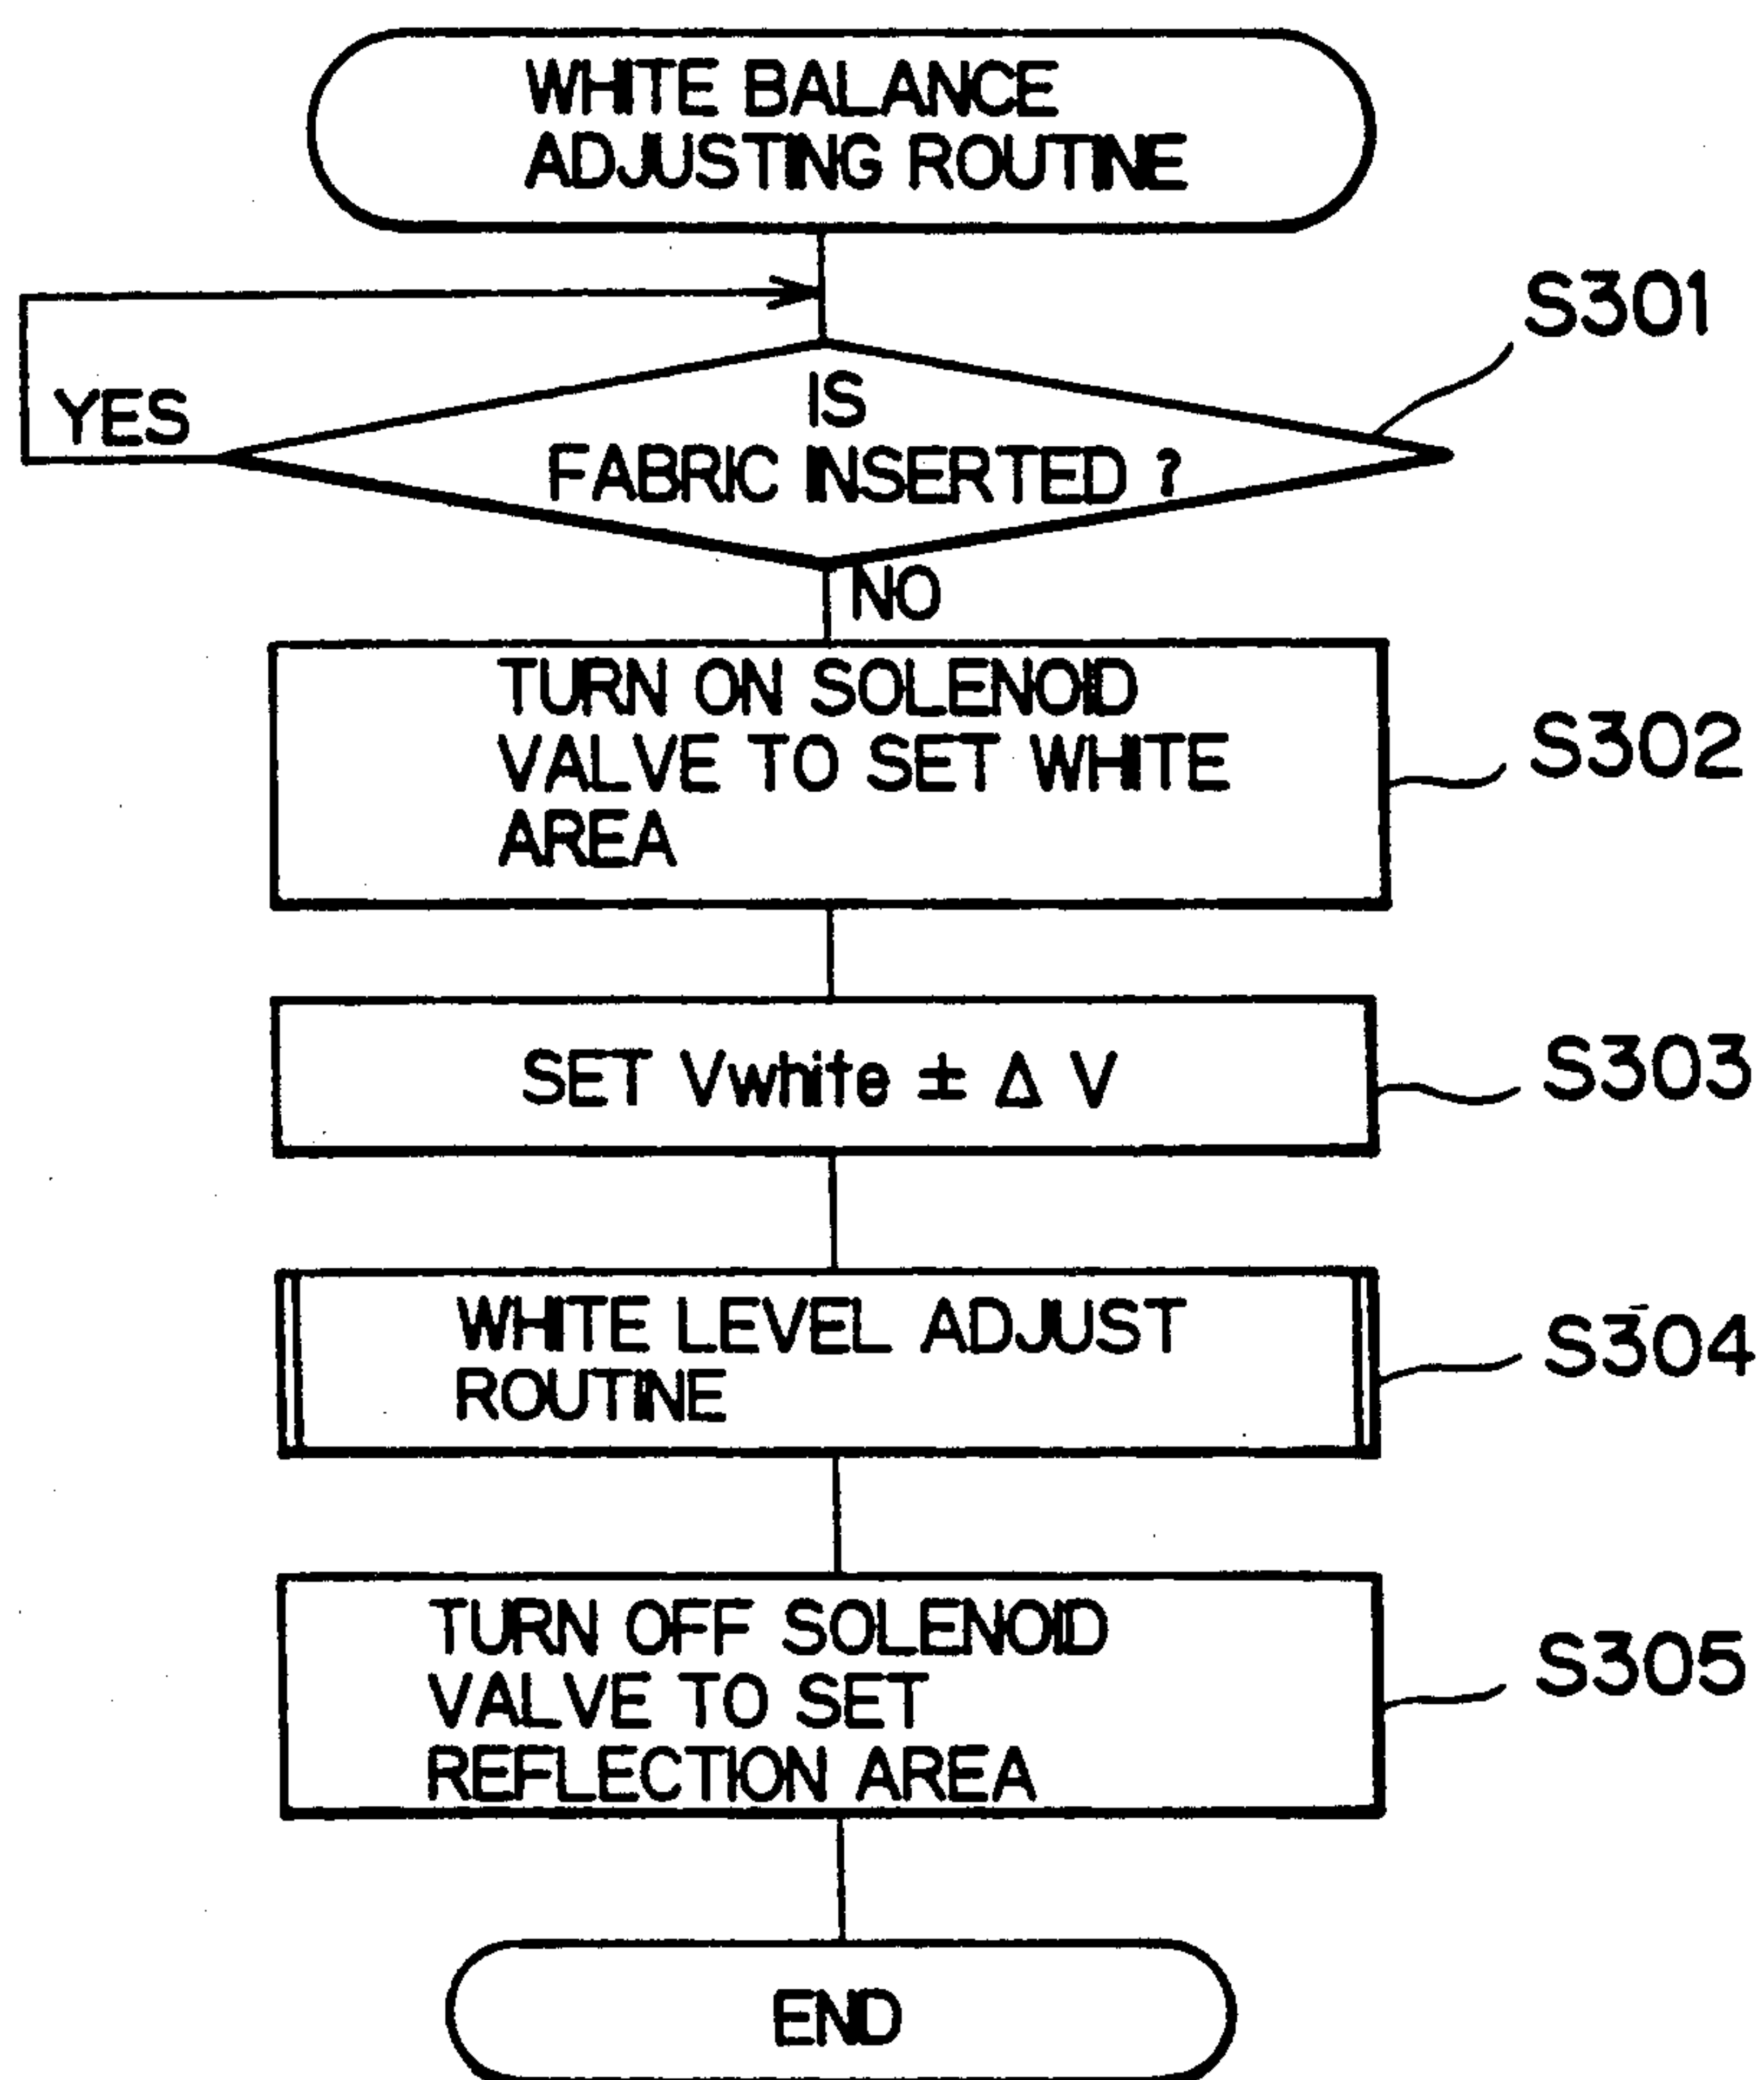 WHITE BALANCE
ADJUSTING ROUTINE
S301
YES
IS
FABRIC INSERTED ?
NO
TURN ON SOLENOID
VALVE TO SET WHITE
AREA
S302
SET Vwhite ± Δ V
S303
WHITE LEVEL ADJUST
ROUTINE
S304
TURN OFF SOLENOID
VALVE TO SET
REFLECTION AREA
S305
END